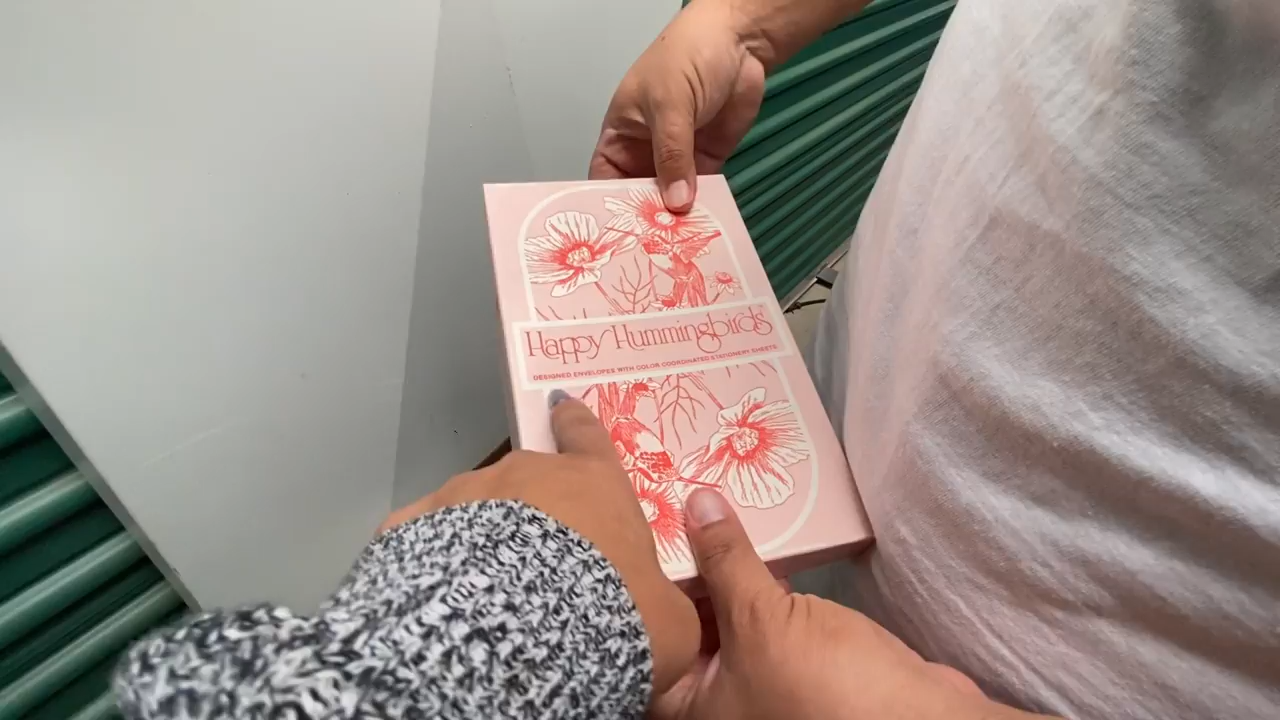 Happy Hummingbirds
DESIGNED ENVELOPES WITH COLOR COORDINATED STATIONERY SHEETS